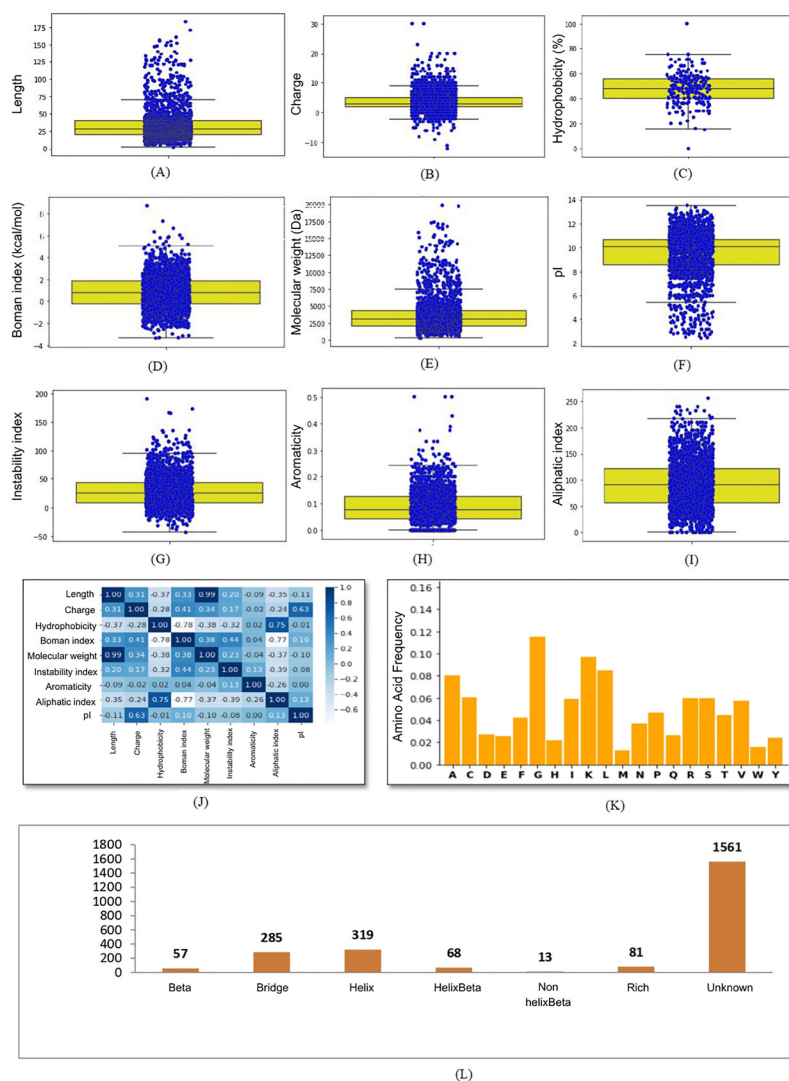 Length
175
150
125
100
75
50
25
0
(A)
Charge
30
20
10
0
−10
(B)
Hydrophobicity (%)
100
80
60
40
20
0
(C)
Boman index (kcal/mol)
8
6
4
2
0
−2
−4
(D)
Molecular weight (Da)
20000
17500
15000
12500
10000
7500
5000
2500
0
(E)
pI
14
12
10
8
6
4
2
(F)
Instability index
200
150
100
50
0
−50
(G)
Aromaticity
0.5
0.4
0.3
0.2
0.1
0.0
(H)
Aliphatic index
250
200
150
100
50
0
(I)
Length 1.00 0.31 -0.37 0.33 0.99 0.20 -0.09 -0.35 -0.11
Charge 0.31 1.00 -0.28 0.41 0.34 0.17 -0.02 -0.24 0.63
Hydrophobicity -0.37 -0.28 1.00 -0.78 -0.38 -0.32 0.02 0.75 -0.01
Boman index 0.33 0.41 -0.78 1.00 0.38 0.44 0.04 -0.77 0.10
Molecular weight 0.99 0.34 -0.38 0.38 1.00 0.23 -0.04 -0.37 -0.10
Instability index 0.20 0.17 -0.32 0.44 0.23 1.00 0.13 -0.39 -0.08
Aromaticity -0.09 -0.02 0.02 0.04 -0.04 0.13 1.00 -0.26 0.00
Aliphatic index -0.35 -0.24 0.75 -0.77 -0.37 -0.39 -0.26 1.00 0.13
pI -0.11 0.63 -0.01 0.10 -0.10 -0.08 0.00 0.13 1.00
Length Charge Hydrophobicity Boman index Molecular weight Instability index Aromaticity Aliphatic index pI
1.0
0.8
0.6
0.4
0.2
0.0
-0.2
-0.4
-0.6
(J)
Amino Acid Frequency
0.16
0.14
0.12
0.10
0.08
0.06
0.04
0.02
0.00
A C D E F G H I K L M N P Q R S T V W Y
(K)
1800
1600
1400
1200
1000
800
600
400
200
0
57 285 319 68 13 81 1561
Beta Bridge Helix HelixBeta Non Rich Unknown
helixBeta
(L)